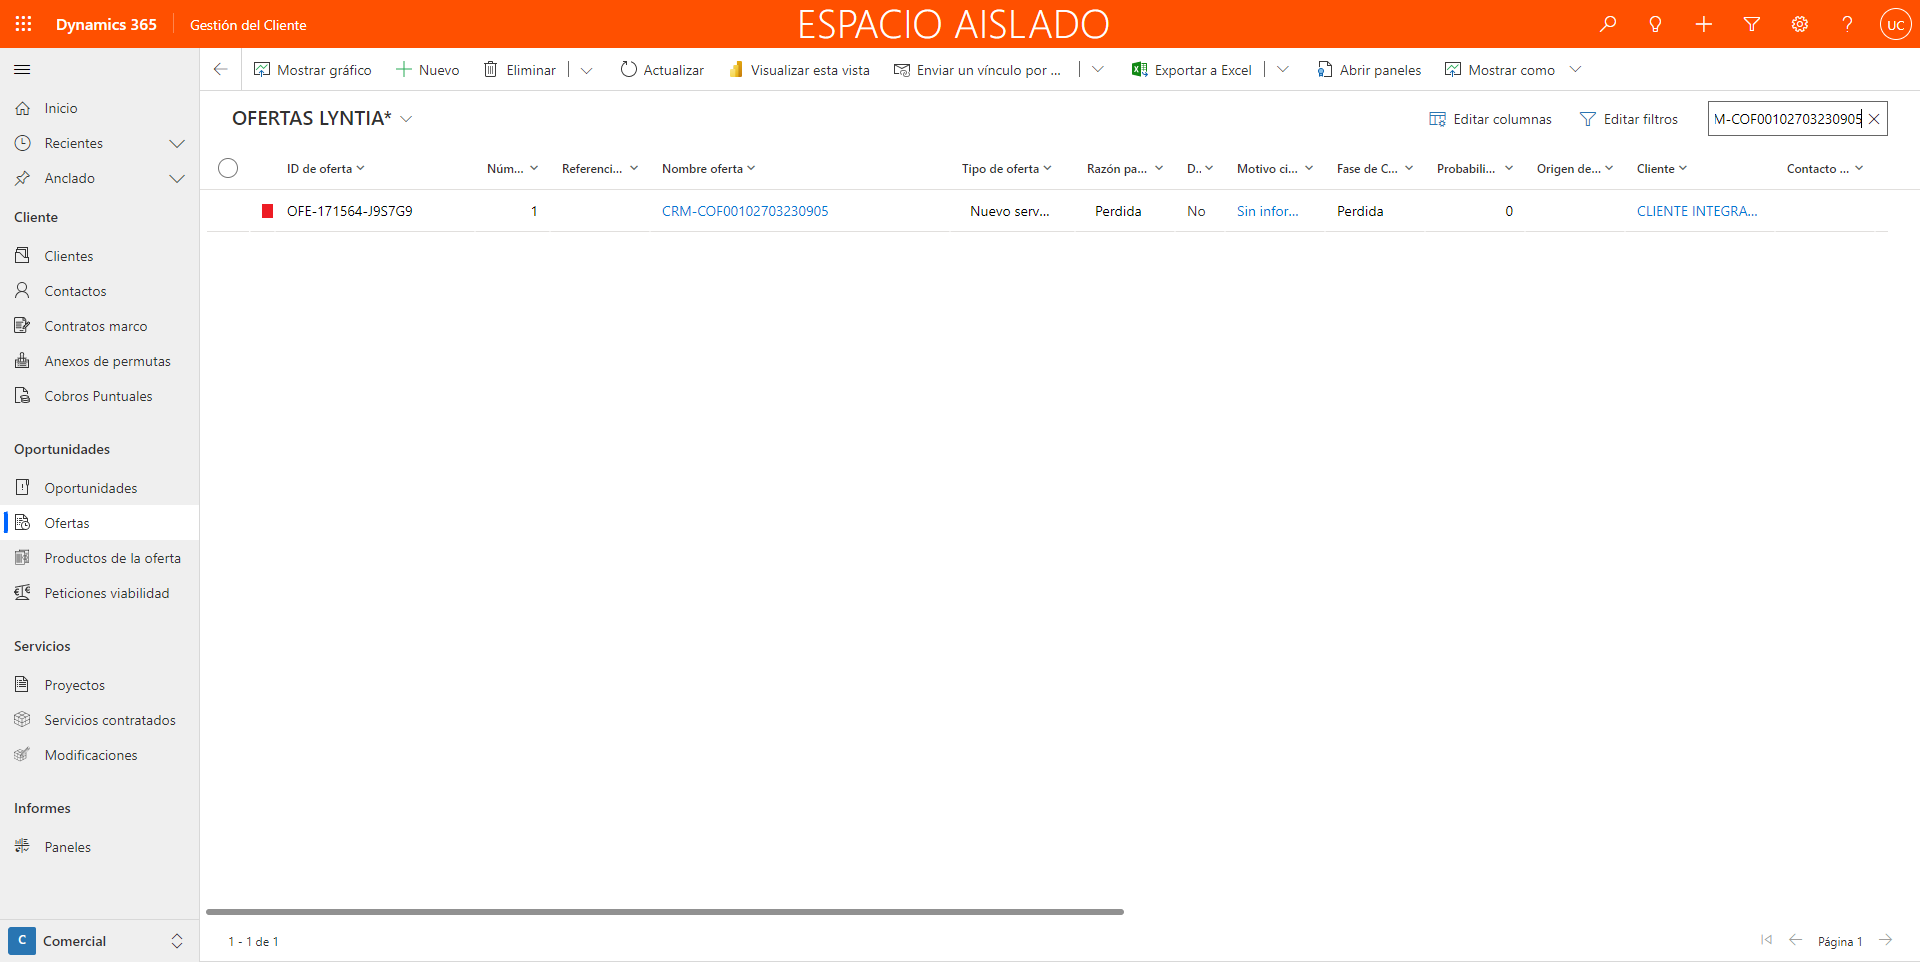 Dynamics 365
Gestión del Cliente
ESPACIO AISLADO
UC
Mostrar gráfico
Nuevo
Eliminar
Actualizar
Visualizar esta vista
Enviar un vínculo por ...
Exportar a Excel
Abrir paneles
Mostrar como
Inicio
Recientes
Anclado
Cliente
Clientes
Contactos
Contratos marco
Anexos de permutas
Cobros Puntuales
Oportunidades
Oportunidades
Ofertas
Productos de la oferta
Peticiones viabilidad
Servicios
Proyectos
Servicios contratados
Modificaciones
Informes
Paneles
C Comercial
OFERTAS LYNTIA*
Editar columnas
Editar filtros
M-COF00102703230905
ID de oferta Núm... Referenci... Nombre oferta Tipo de oferta Razón pa... D.. Motivo ci... Fase de C... Probabili... Origen de... Cliente Contacto ...
OFE-171564-J9S7G9 1 CRM-COF00102703230905 Nuevo serv... Perdida No Sin infor... Perdida 0 CLIENTE INTEGRA...
1 - 1 de 1
Página 1